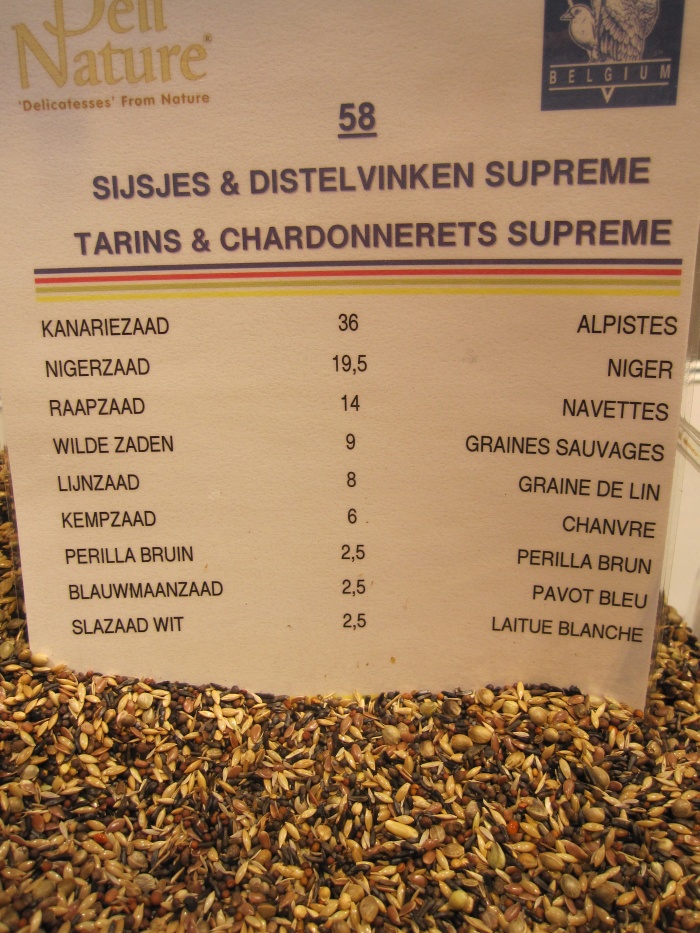 Deli
Nature®
'Delicatesses' From Nature
BELGIUM
58
SIJSJES & DISTELVINKEN SUPREME
TARINS & CHARDONNERETS SUPREME
KANARIEZAAD 36 ALPISTES
NIGERZAAD 19,5 NIGER
RAAPZAAD 14 NAVETTES
WILDE ZADEN 9 GRAINES SAUVAGES
LIJNZAAD 8 GRAINE DE LIN
KEMPZAAD 6 CHANVRE
PERILLA BRUIN 2,5 PERILLA BRUN
BLAUWMAANZAAD 2,5 PAVOT BLEU
SLAZAAD WIT 2,5 LAITUE BLANCHE